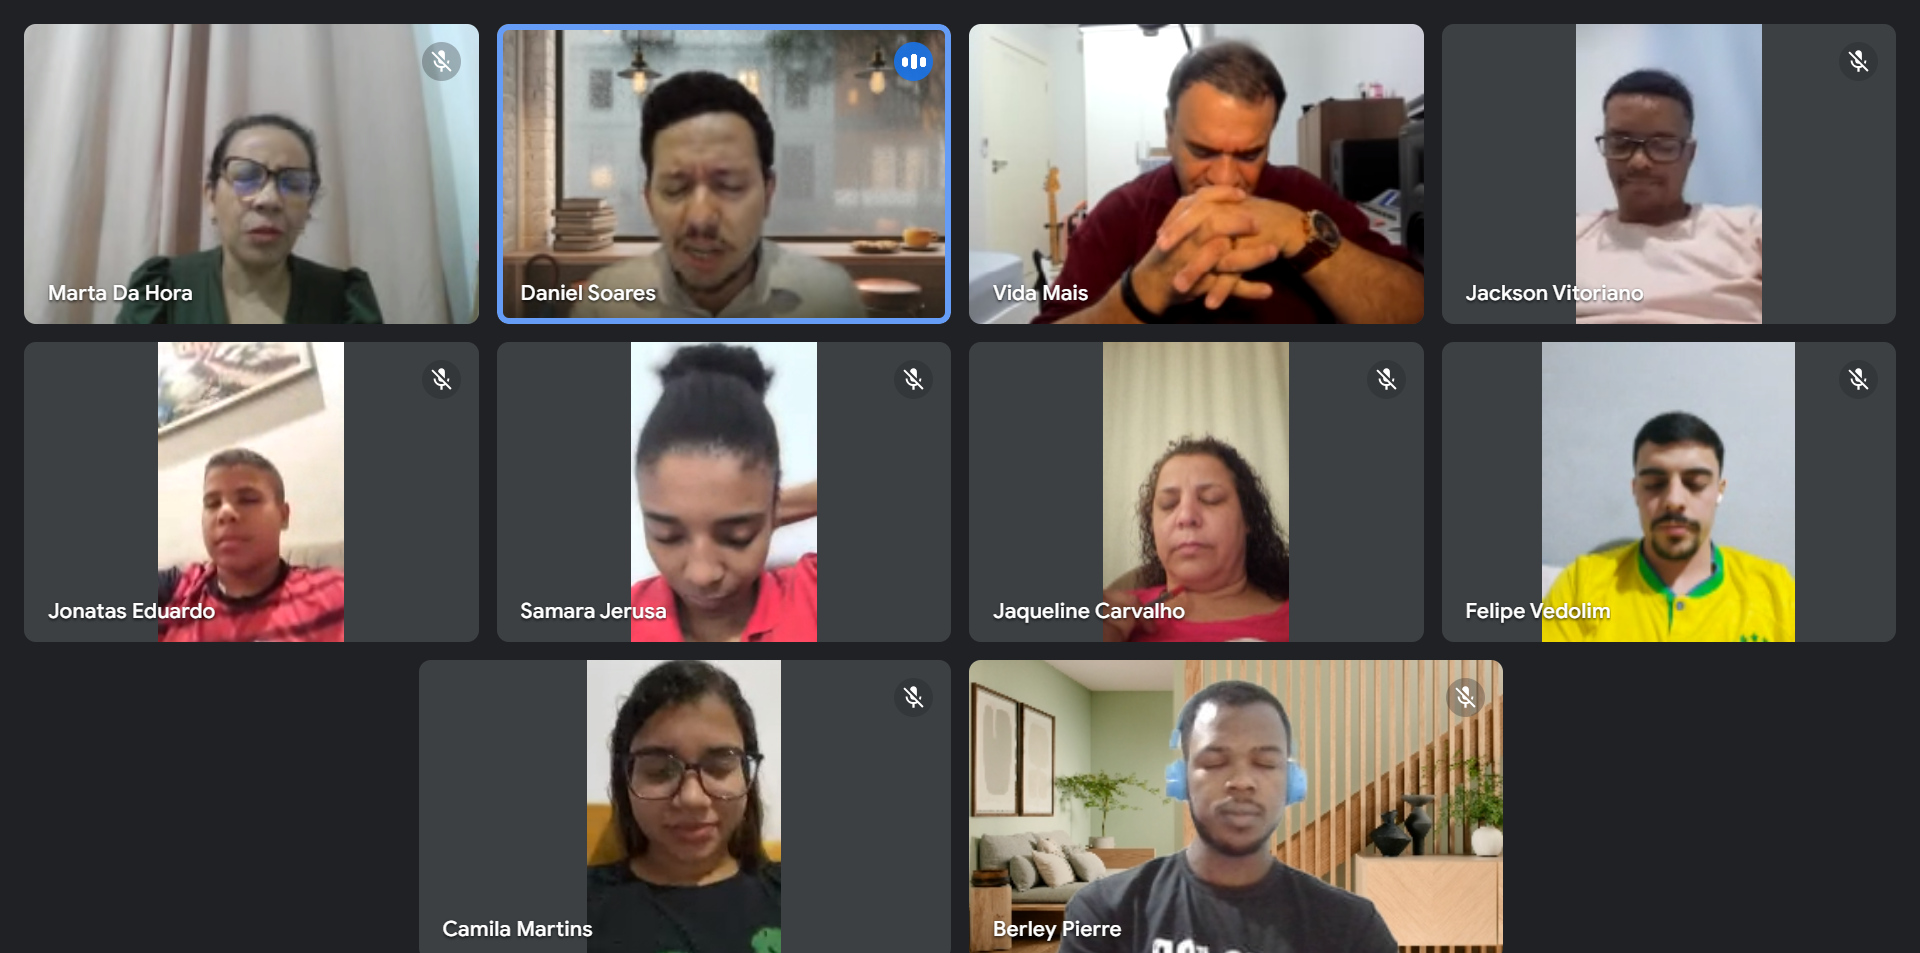 Marta Da Hora
Daniel Soares
Vida Mais
Jackson Vitoriano
Jonatas Eduardo
Samara Jerusa
Jaqueline Carvalho
Felipe Vedolim
Camila Martins
Berley Pierre